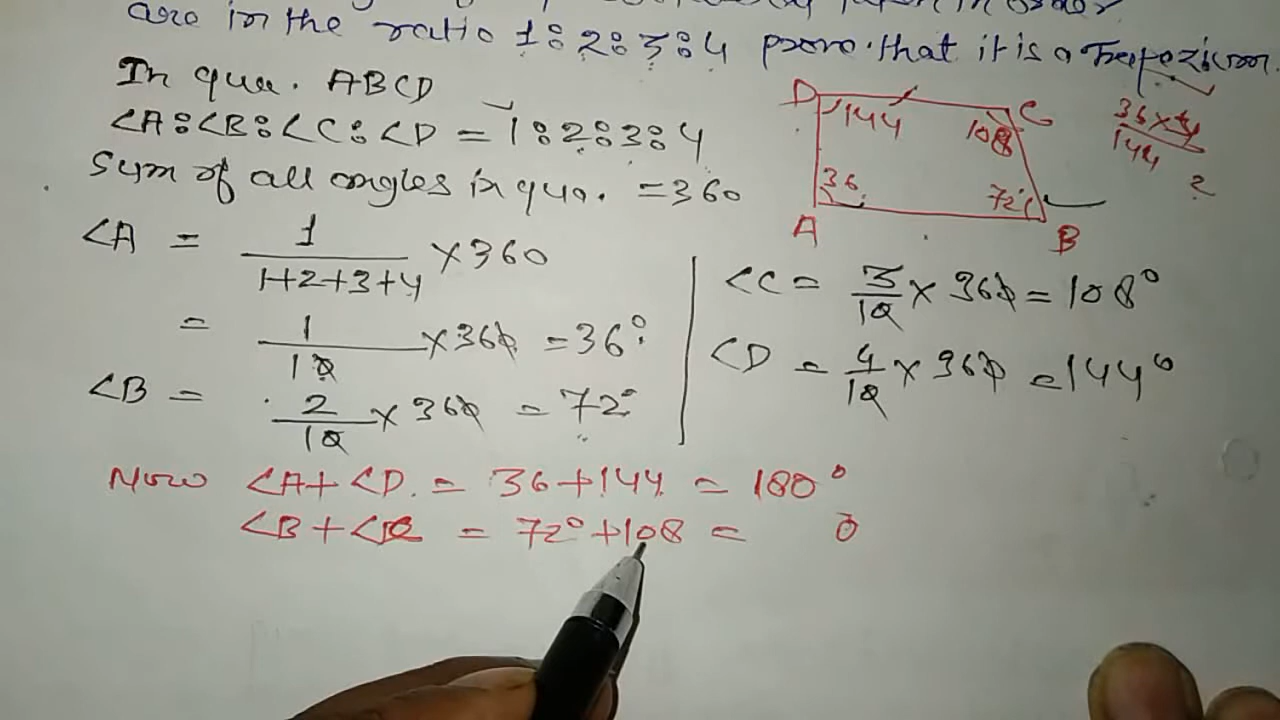 are in the ratio 1:2:3:4 prove that it is a Trapezium.
In qua. ABCD
∠A:∠B:∠C:∠D = 1:2:3:4
Sum of all angles in qua. = 360
D C
144 108
36 72
A B
36×4
144
∠A = 1/(1+2+3+4) × 360
= 1/10 × 360 = 36°
∠B = 2/10 × 360 = 72°
∠C = 3/10 × 360 = 108°
∠D = 4/10 × 360 = 144°
Now ∠A + ∠D = 36 + 144 = 180°
∠B + ∠C = 72° + 108 = °